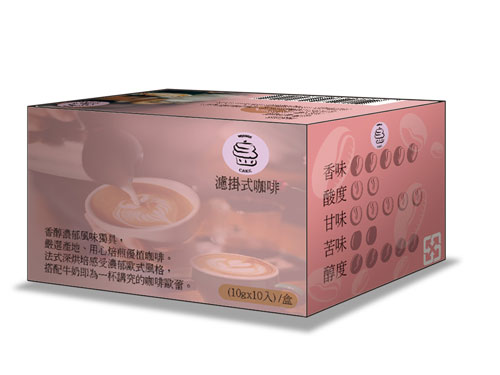 CAKE
濾掛式咖啡
香醇濃郁風味獨具，
嚴選產地、用心焙煎優植咖啡。
法式深烘焙感受濃郁歐式風格，
搭配牛奶即為一杯講究的咖啡歐蕾。
(10gx10入)/盒
CAKE
香味
酸度
甘味
苦味
醇度